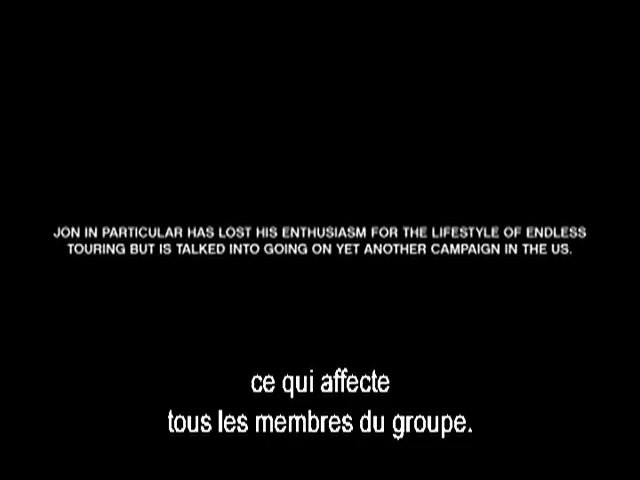 JON IN PARTICULAR HAS LOST HIS ENTHUSIASM FOR THE LIFESTYLE OF ENDLESS
TOURING BUT IS TALKED INTO GOING ON YET ANOTHER CAMPAIGN IN THE US.
ce qui affecte
tous les membres du groupe.